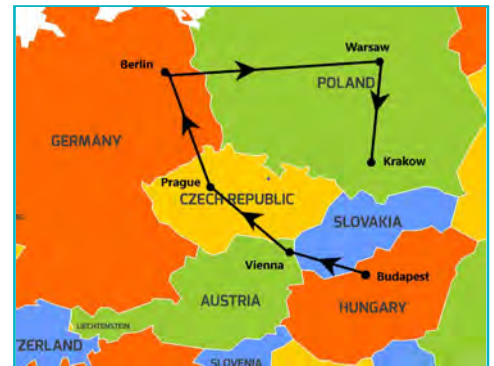 Warsaw
Berlin
POLAND
GERMANY
Krakow
Prague
CZECH REPUBLIC
SLOVAKIA
Vienna
Budapest
AUSTRIA
HUNGARY
LIECHTENSTEIN
ZERLAND
SLOVENIA